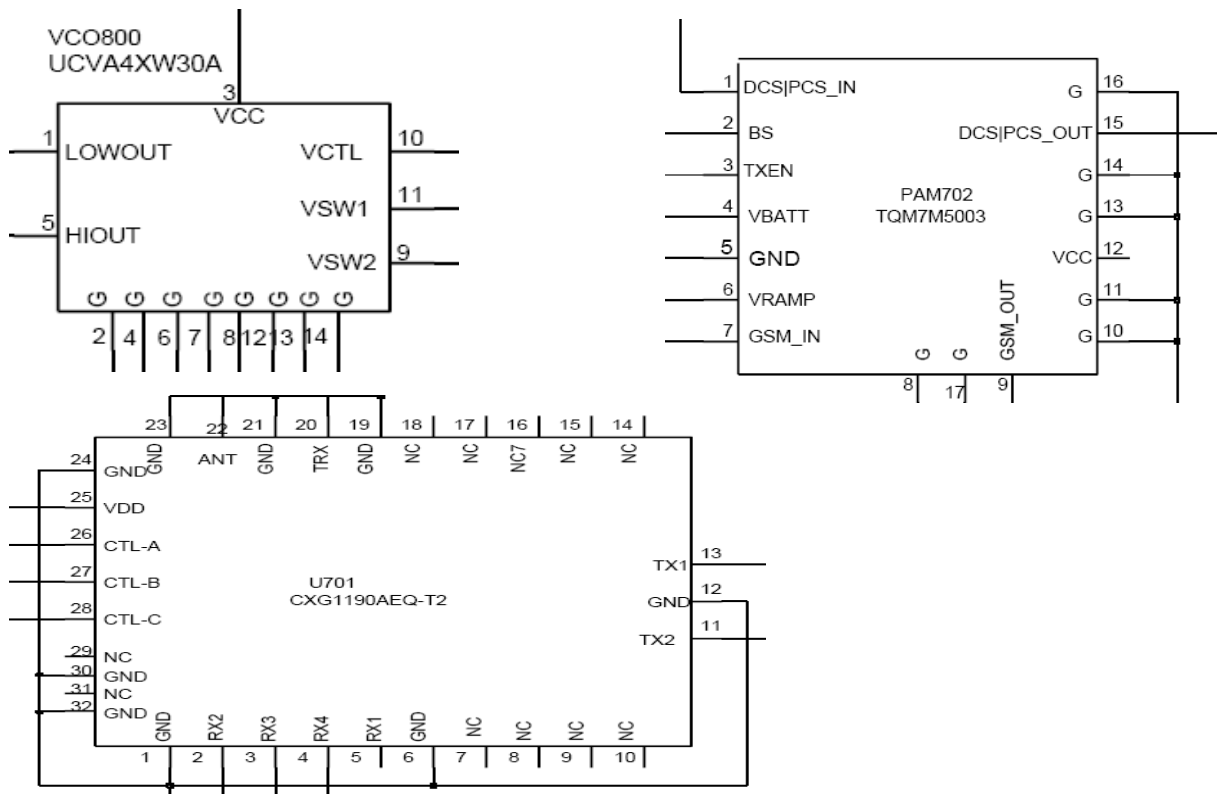 VCO800
UCVA4XW30A
3
VCC
1 LOWOUT VCTL 10
VSW1 11
5 HIOUT
VSW2 9
G G G G G G G G
2 4 6 7 8 12 13 14
1 DCS|PCS_IN G 16
2 BS DCS|PCS_OUT 15
3 TXEN G 14
PAM702
4 VBATT TQM7M5003 G 13
5 GND VCC 12
6 VRAMP G 11
7 GSM_IN G 10
G G GSM_OUT
8 17 9
23 22 21 20 19 18 17 16 15 14
GND ANT GND TRX GND NC NC NC7 NC NC
24 GND
25 VDD
26 CTL-A
27 CTL-B
28 CTL-C
29 NC
30 GND
31 NC
32 GND
U701
CXG1190AEQ-T2
TX1 13
GND 12
TX2 11
GND RX2 RX3 RX4 RX1 GND NC NC NC NC
1 2 3 4 5 6 7 8 9 10